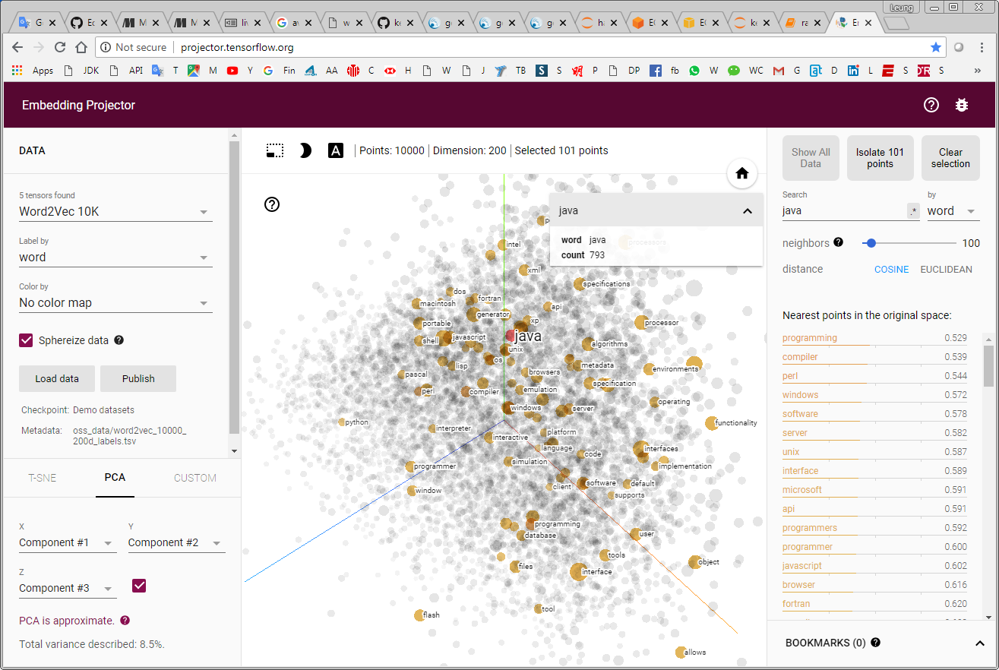 Leung
Not secure | projector.tensorflow.org
Apps JDK API T M Y Fin AA C H W J TB S S P DP fb W WC G D L S S »
Embedding Projector
DATA
5 tensors found
Word2Vec 10K
Label by
word
Color by
No color map
Sphereize data
Load data
Publish
Checkpoint: Demo datasets
Metadata: oss_data/word2vec_10000_
200d_labels.tsv
T-SNE PCA CUSTOM
X Y
Component #1 Component #2
Z
Component #3
PCA is approximate.
Total variance described: 8.5%.
A | Points: 10000 | Dimension: 200 | Selected 101 points
java
word java
count 793
processors
intel
xml
specifications
dos
macintosh
fortran
api
generator
xp
portable
processor
java
shell
javascript
unix
algorithms
os
lisp
metadata
browsers
environments
pascal
specification
perl
compiler
emulation
operating
windows
server
python
functionality
interpreter
platform
interactive
language
interfaces
code
simulation
programmer
implementation
software
default
client
window
supports
programming
database
user
tools
files
object
interface
tool
flash
allows
Show All
Data
Isolate 101
points
Clear
selection
Search
java
.*
by
word
neighbors 100
distance COSINE EUCLIDEAN
Nearest points in the original space:
programming 0.529
compiler 0.539
perl 0.544
windows 0.572
software 0.578
server 0.582
unix 0.587
interface 0.589
microsoft 0.591
api 0.591
programmers 0.592
programmer 0.600
javascript 0.602
browser 0.616
fortran 0.620
BOOKMARKS (0)